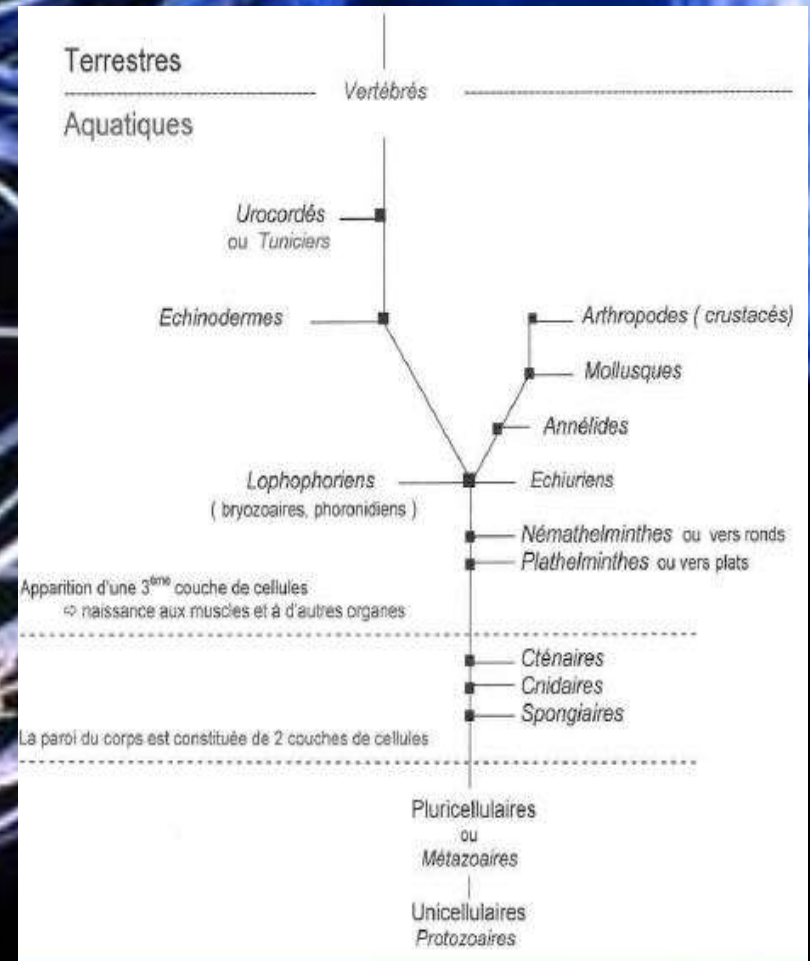 Terrestres
Vertébrés
Aquatiques
Urocordés
ou Tuniciers
Echinodermes
Arthropodes ( crustacés)
Mollusques
Annélides
Lophophoriens
Echiuriens
( bryozoaires, phoronidiens )
Némathelminthes ou vers ronds
Plathelminthes ou vers plats
Apparition d'une 3ème couche de cellules
⇨ naissance aux muscles et à d'autres organes
Cténaires
Cnidaires
Spongiaires
La paroi du corps est constituée de 2 couches de cellules
Pluricellulaires
ou
Métazoaires
Unicellulaires
Protozoaires